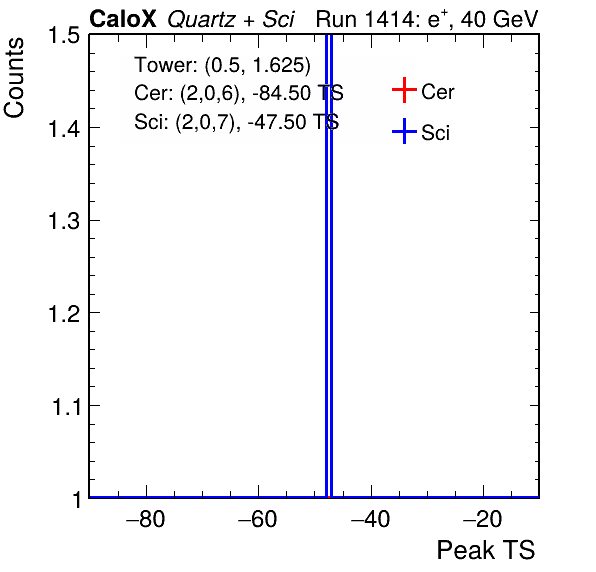 CaloX Quartz + Sci Run 1414: e⁺, 40 GeV
Counts
Tower: (0.5, 1.625)
Cer: (2,0,6), -84.50 TS
Sci: (2,0,7), -47.50 TS
Cer
Sci
1.5
1.4
1.3
1.2
1.1
1
−80 −60 −40 −20
Peak TS